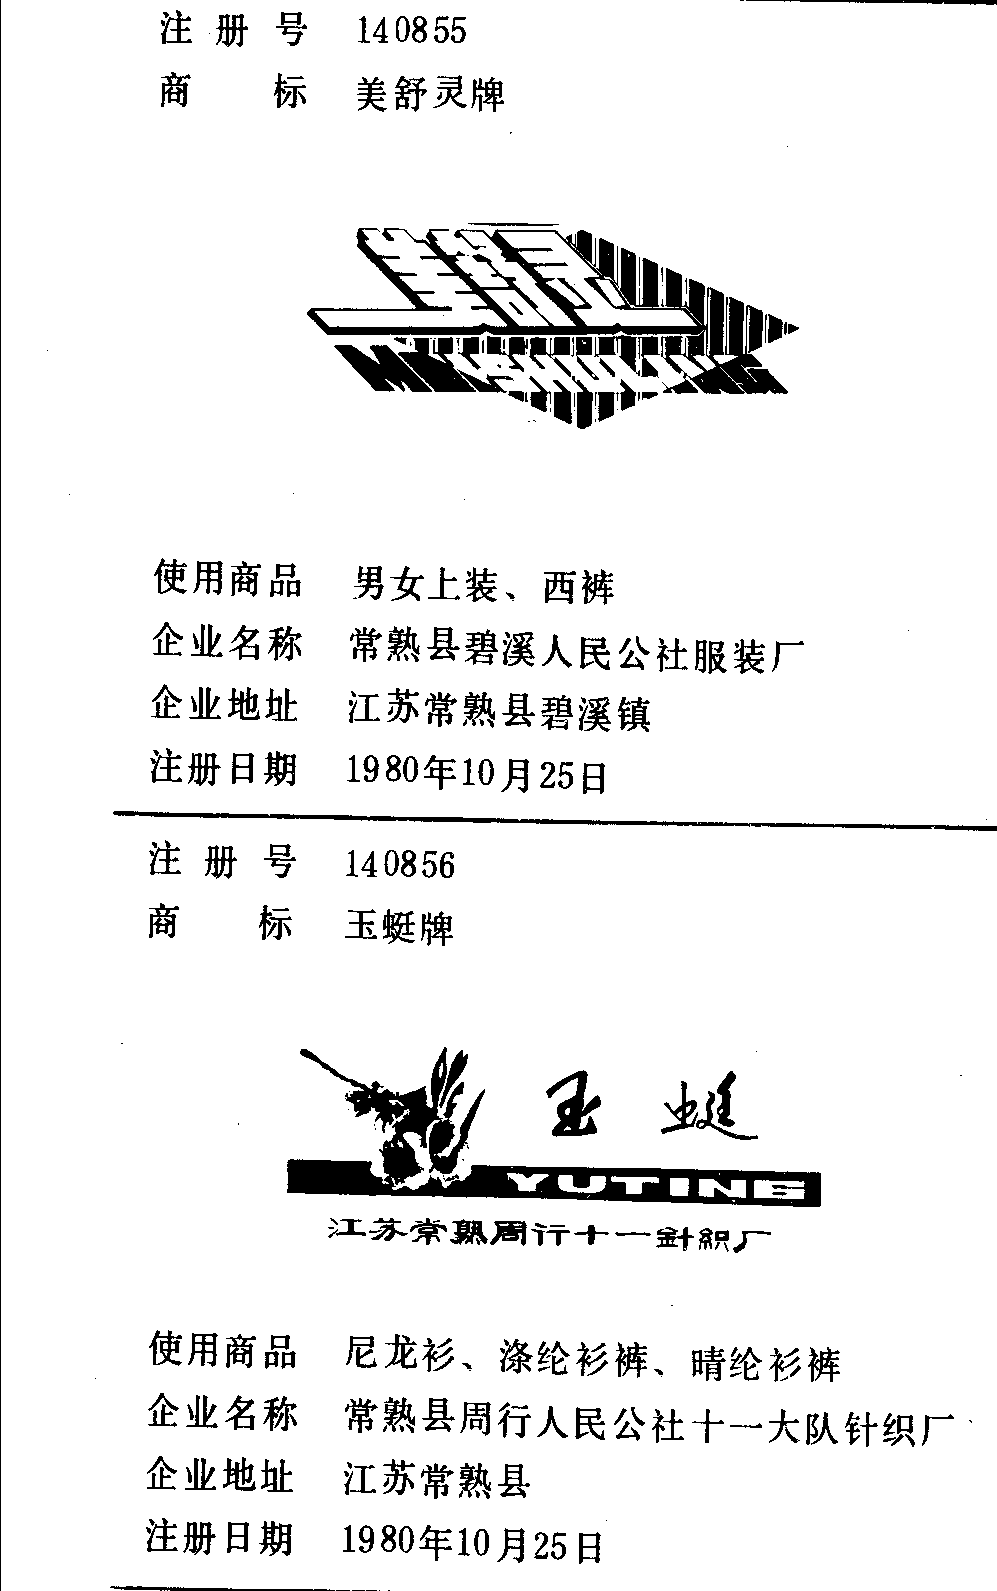 注册号 140855
商标 美舒灵牌
美舒灵
MEISHULING
使用商品 男女上装、西裤
企业名称 常熟县碧溪人民公社服装厂
企业地址 江苏常熟县碧溪镇
注册日期 1980年10月25日
注册号 140856
商标 玉蜓牌
玉蜓
YUTING
江苏常熟周行十一針織厂
使用商品 尼龙衫、涤纶衫裤、晴纶衫裤
企业名称 常熟县周行人民公社十一大队针织厂
企业地址 江苏常熟县
注册日期 1980年10月25日